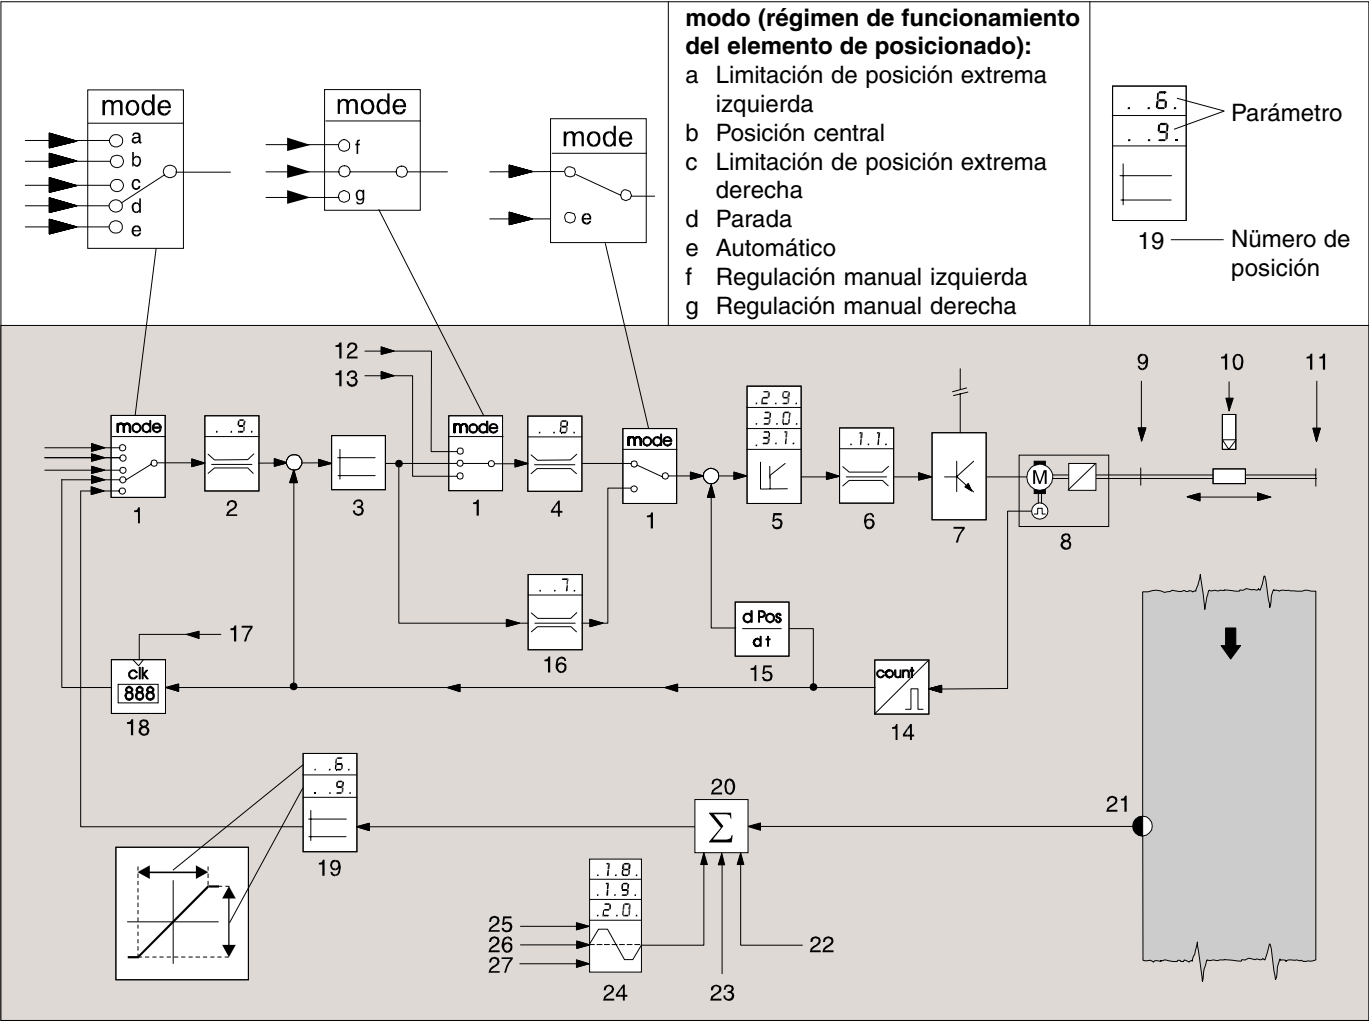 mode
a
b
c
d
e
mode
f
g
mode
e
modo (régimen de funcionamiento
del elemento de posicionado):
a Limitación de posición extrema
izquierda
b Posición central
c Limitación de posición extrema
derecha
d Parada
e Automático
f Regulación manual izquierda
g Regulación manual derecha
. .6.
. .9.
Parámetro
19
Nümero de
posición
12
13
9
10
11
mode
1
. .9.
2
3
mode
1
. .8.
4
mode
1
.2.9.
.3.0.
.3.1.
5
.1.1.
6
7
M
8
. .7.
16
d Pos
dt
15
17
clk
888
18
count
14
. .6.
. .9.
19
20
Σ
21
.1.8.
.1.9.
.2.0.
25
26
27
24
23
22